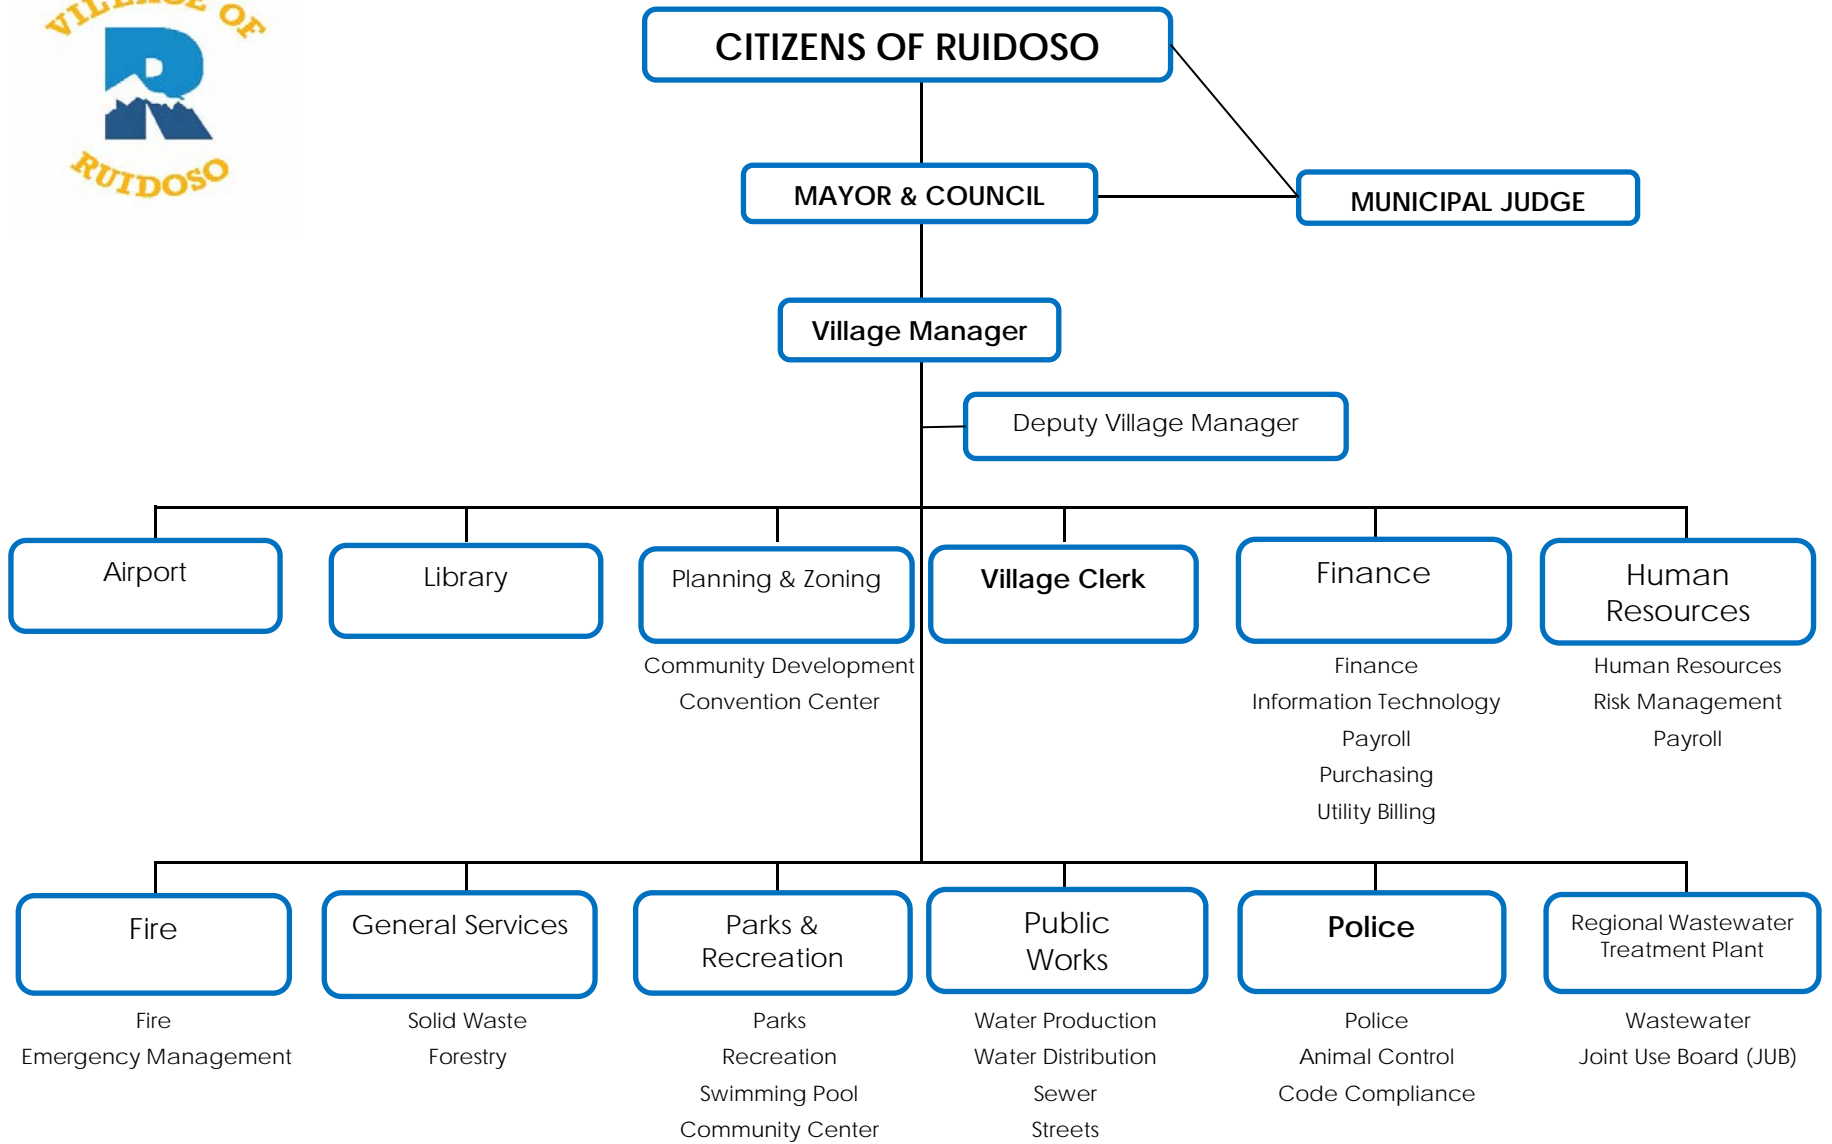 VILLAGE OF
RUIDOSO
CITIZENS OF RUIDOSO
MAYOR & COUNCIL
MUNICIPAL JUDGE
Village Manager
Deputy Village Manager
Airport
Library
Planning & Zoning
Community Development
Convention Center
Village Clerk
Finance
Finance
Information Technology
Payroll
Purchasing
Utility Billing
Human
Resources
Human Resources
Risk Management
Payroll
Fire
Fire
Emergency Management
General Services
Solid Waste
Forestry
Parks &
Recreation
Parks
Recreation
Swimming Pool
Community Center
Public
Works
Water Production
Water Distribution
Sewer
Streets
Police
Police
Animal Control
Code Compliance
Regional Wastewater
Treatment Plant
Wastewater
Joint Use Board (JUB)